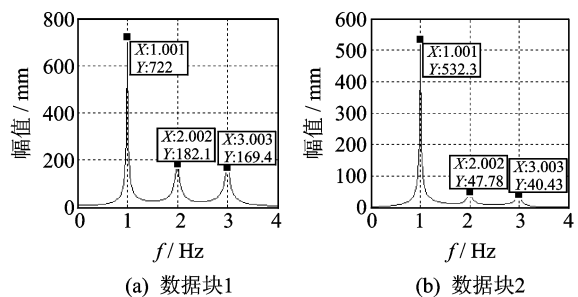 800
600
400
200
0
幅值 / mm
X:1.001
Y:722
X:2.002
Y:182.1
X:3.003
Y:169.4
0 1 2 3 4
f / Hz
(a) 数据块1
600
500
400
300
200
100
0
幅值 / mm
X:1.001
Y:532.3
X:2.002
Y:47.78
X:3.003
Y:40.43
0 1 2 3 4
f / Hz
(b) 数据块2